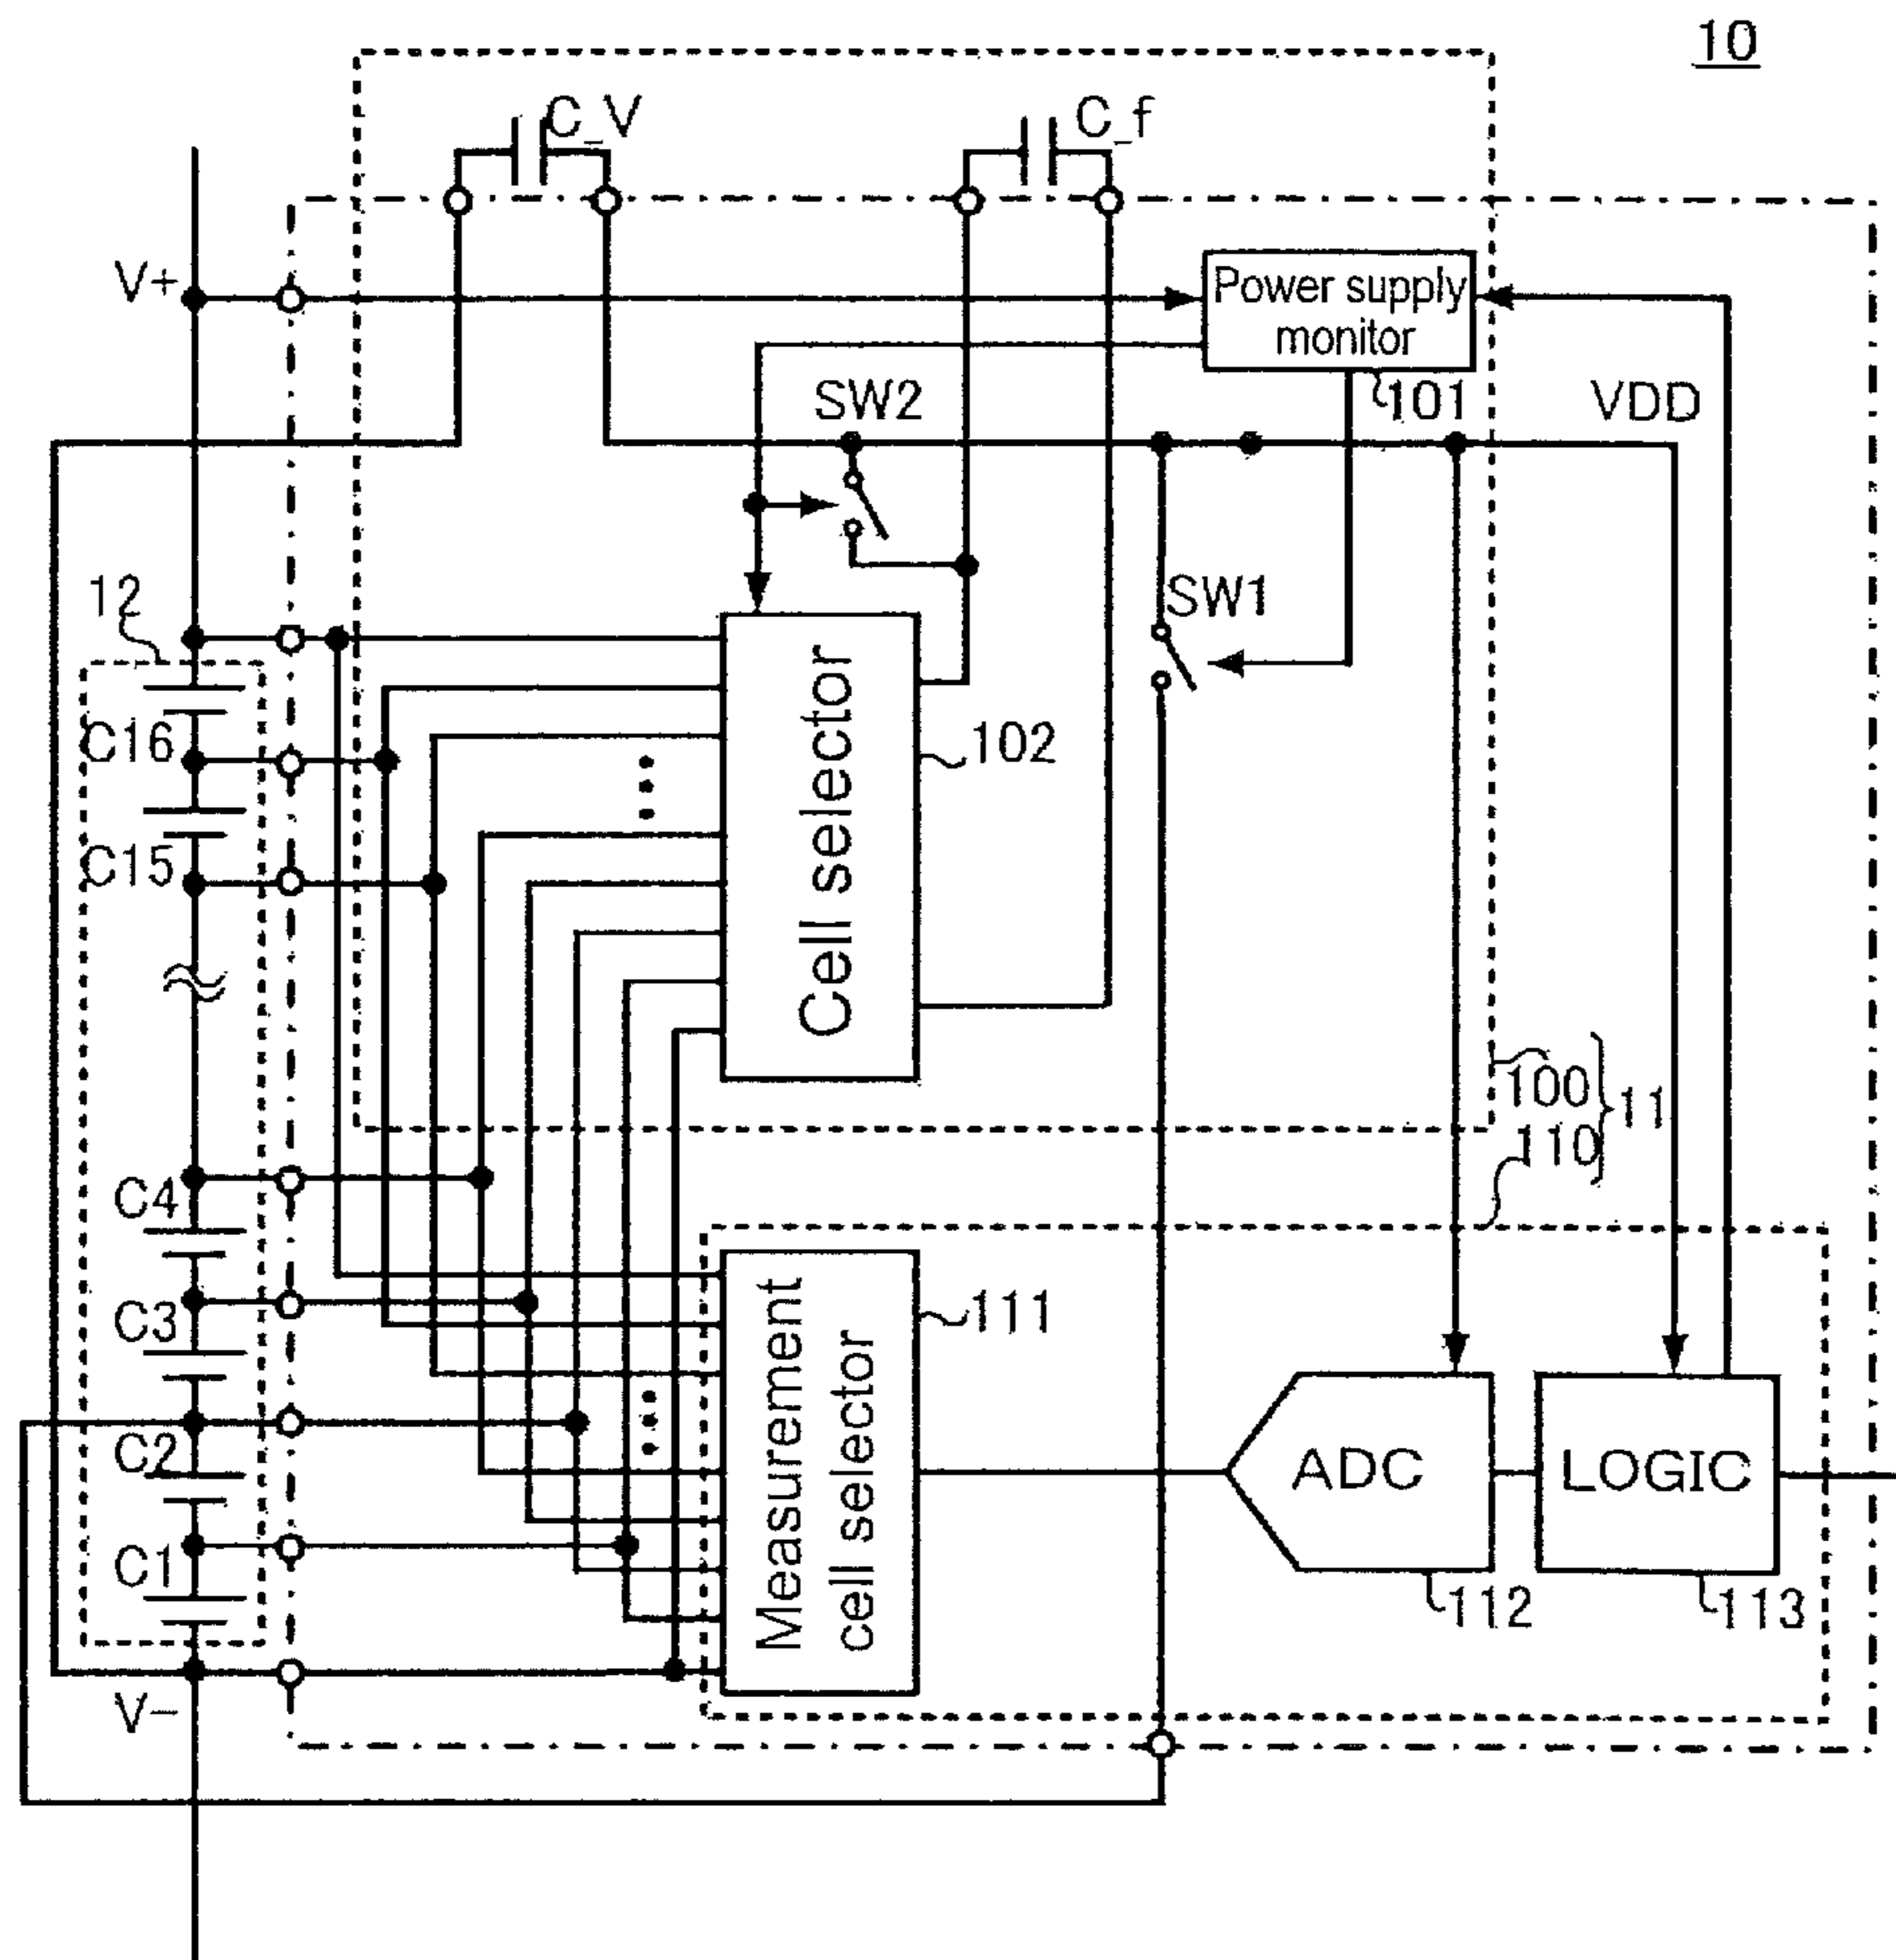 10
C_V
C_f
V+
Power supply
monitor
101
SW2
VDD
12
SW1
C16
Cell selector
102
C15
100
11
110
C4
C3
Measurement
cell selector
111
C2
ADC
LOGIC
C1
112
113
V-